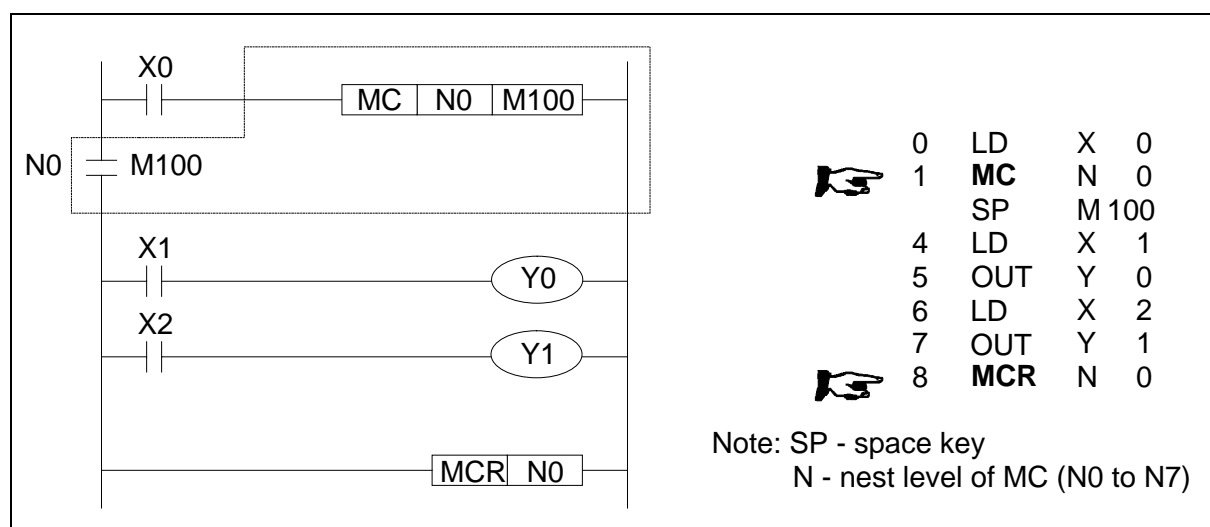 X0
MC N0 M100
N0 M100
X1
Y0
X2
Y1
MCR N0
0 LD X 0
1 MC N 0
SP M 100
4 LD X 1
5 OUT Y 0
6 LD X 2
7 OUT Y 1
8 MCR N 0
Note: SP - space key
N - nest level of MC (N0 to N7)